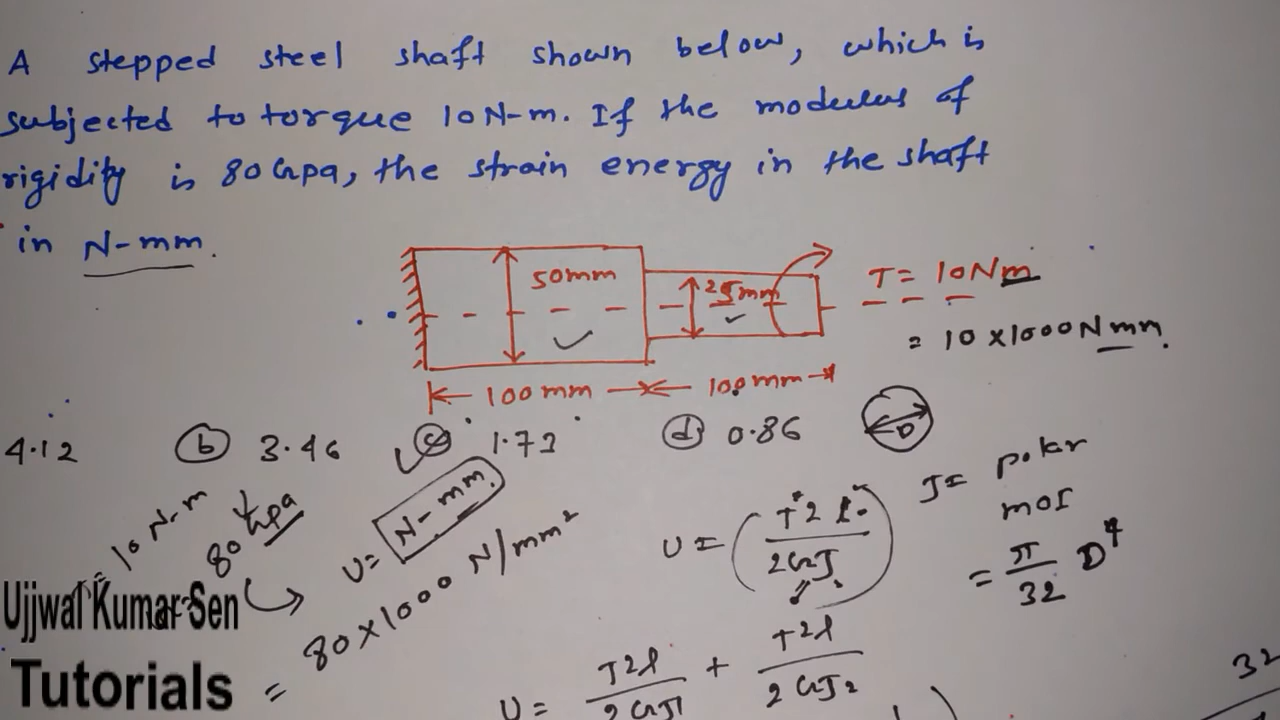 A stepped steel shaft shown below, which is
subjected to torque 10 N-m. If the modulus of
rigidity is 80 Gpa, the strain energy in the shaft
in N-mm.
50mm
25mm
T = 10Nm
= 10 x 1000 N mm
100 mm
100 mm
4.12 (b) 3.46 (c) 1.73 (d) 0.86
D
= 10 N-m
80 Gpa
U = N-mm.
= 80 x 1000 N/mm²
U = (T²l / 2GJ)
J = polar
moI
= π/32 D⁴
U = T²l / 2GJ1 + T²l / 2GJ2
32
Ujjwal Kumar Sen
Tutorials